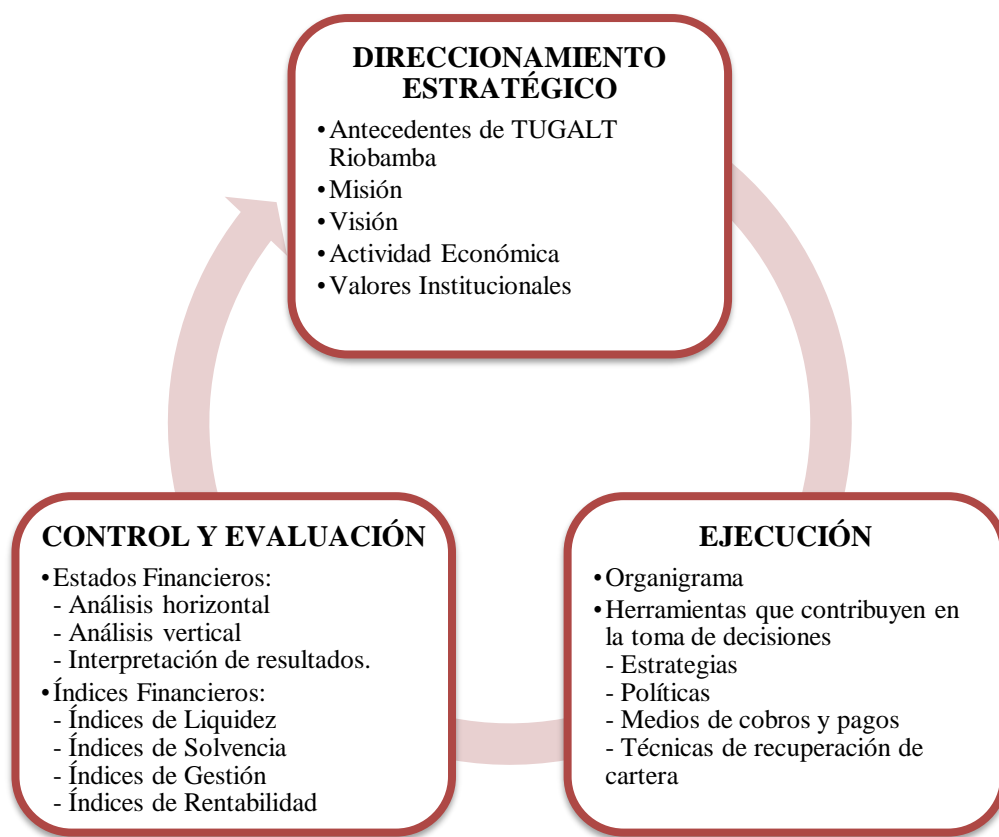 DIRECCIONAMIENTO
ESTRATÉGICO
•Antecedentes de TUGALT
Riobamba
•Misión
•Visión
•Actividad Económica
•Valores Institucionales
EJECUCIÓN
•Organigrama
•Herramientas que contribuyen en
la toma de decisiones
- Estrategias
- Políticas
- Medios de cobros y pagos
- Técnicas de recuperación de
cartera
CONTROL Y EVALUACIÓN
•Estados Financieros:
- Análisis horizontal
- Análisis vertical
- Interpretación de resultados.
•Índices Financieros:
- Índices de Liquidez
- Índices de Solvencia
- Índices de Gestión
- Índices de Rentabilidad